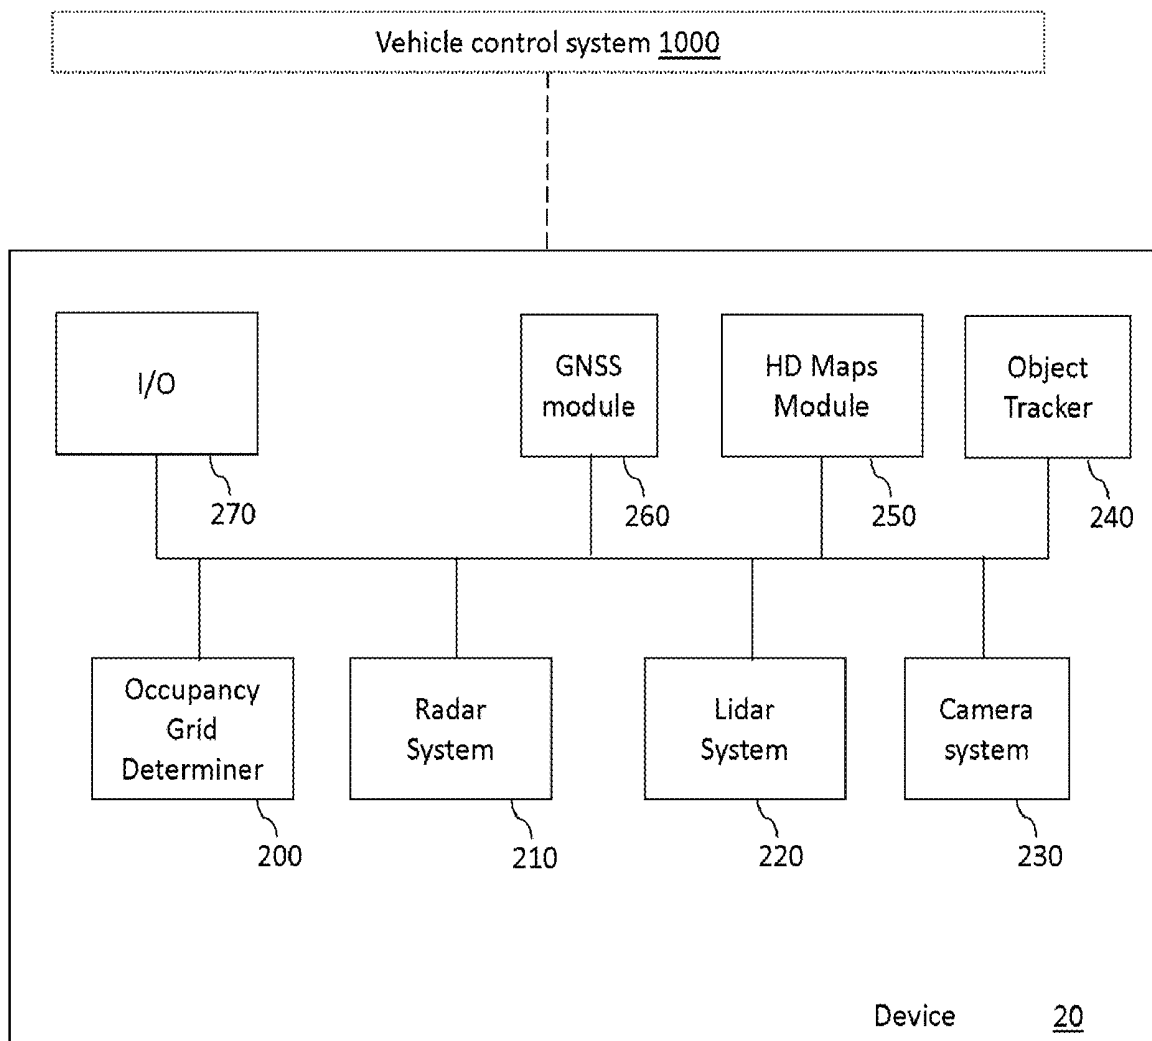 Vehicle control system 1000
I/O
270
GNSS
module
260
HD Maps
Module
250
Object
Tracker
240
Occupancy
Grid
Determiner
200
Radar
System
210
Lidar
System
220
Camera
system
230
Device 20